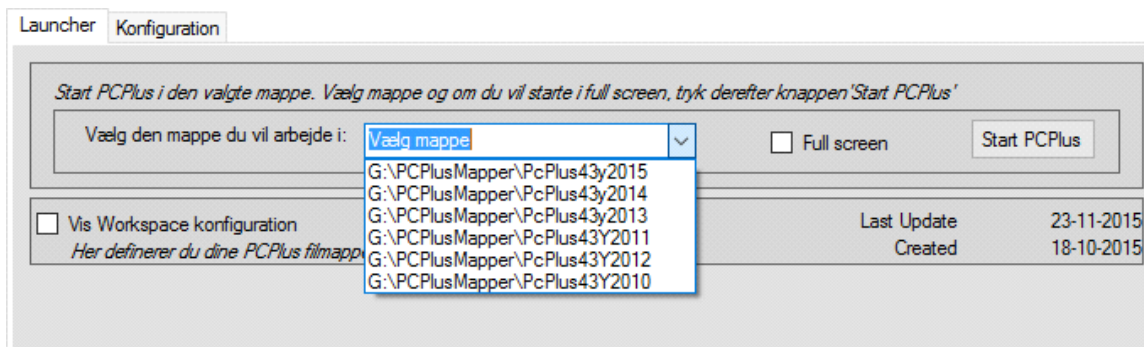 Launcher Konfiguration
Start PCPlus i den valgte mappe. Vælg mappe og om du vil starte i full screen, tryk derefter knappen 'Start PCPlus'
Vælg den mappe du vil arbejde i: Vælg mappe Full screen Start PCPlus
G:\PCPlusMapper\PcPlus43y2015
G:\PCPlusMapper\PcPlus43y2014
G:\PCPlusMapper\PcPlus43y2013
G:\PCPlusMapper\PcPlus43Y2011
G:\PCPlusMapper\PcPlus43Y2012
G:\PCPlusMapper\PcPlus43Y2010
Vis Workspace konfiguration Last Update 23-11-2015
Her definerer du dine PCPlus filmapp Created 18-10-2015